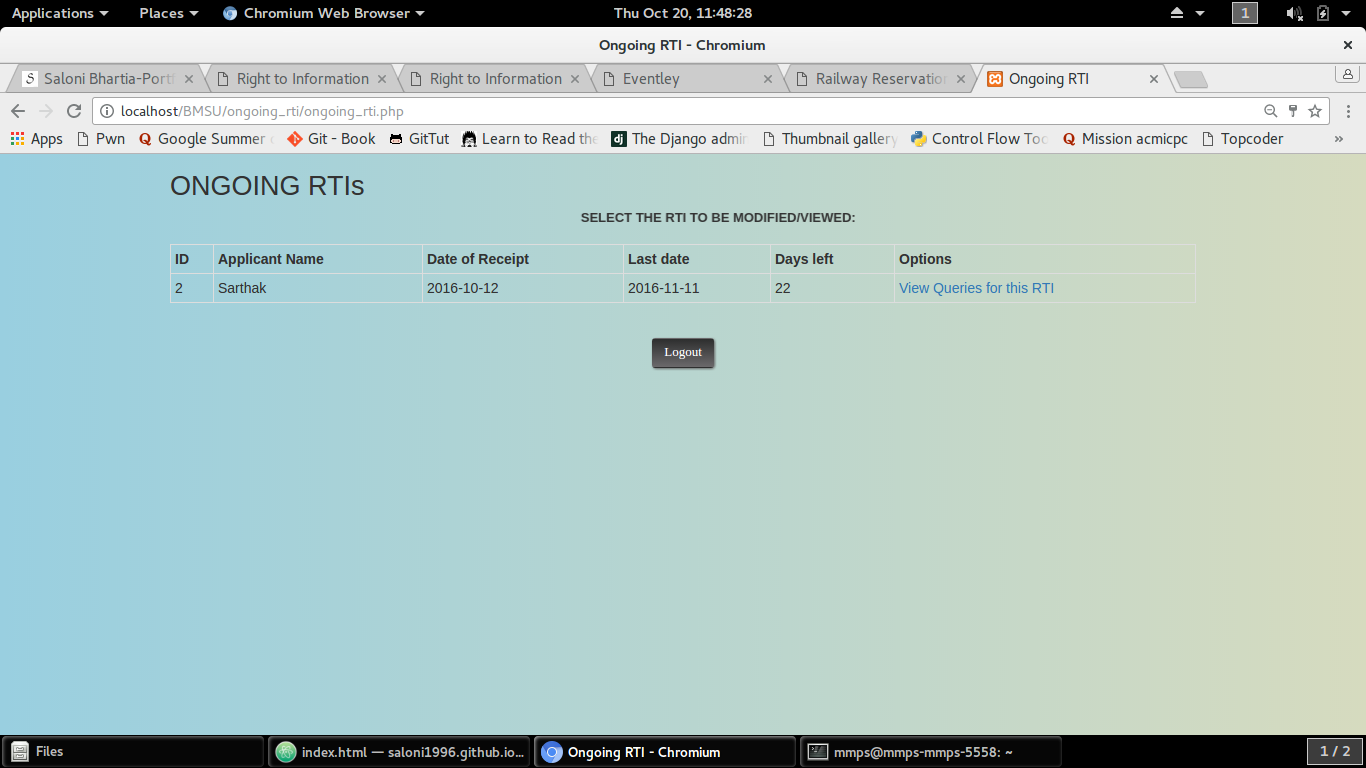 Applications Places Chromium Web Browser Thu Oct 20, 11:48:28 1
Ongoing RTI - Chromium
Saloni Bhartia-Portf Right to Information Right to Information Eventley Railway Reservation Ongoing RTI
localhost/BMSU/ongoing_rti/ongoing_rti.php
Apps Pwn Google Summer Git - Book GitTut Learn to Read the The Django admin Thumbnail gallery Control Flow Too Mission acmicpc Topcoder »
ONGOING RTIs
SELECT THE RTI TO BE MODIFIED/VIEWED:
ID Applicant Name Date of Receipt Last date Days left Options
2 Sarthak 2016-10-12 2016-11-11 22 View Queries for this RTI
Logout
Files index.html — saloni1996.github.io... Ongoing RTI - Chromium mmps@mmps-mmps-5558: ~ 1 / 2